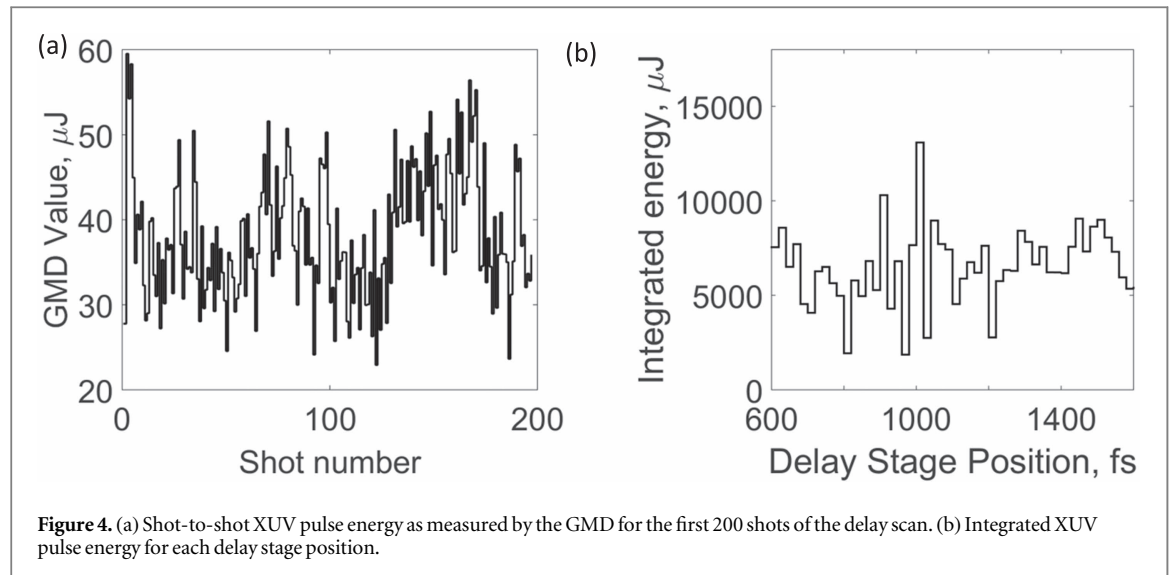 (a)
60
50
40
30
20
GMD Value, μJ
0
100
200
Shot number
(b)
15000
10000
5000
0
Integrated energy, μJ
600
1000
1400
Delay Stage Position, fs
Figure 4. (a) Shot-to-shot XUV pulse energy as measured by the GMD for the first 200 shots of the delay scan. (b) Integrated XUV
pulse energy for each delay stage position.